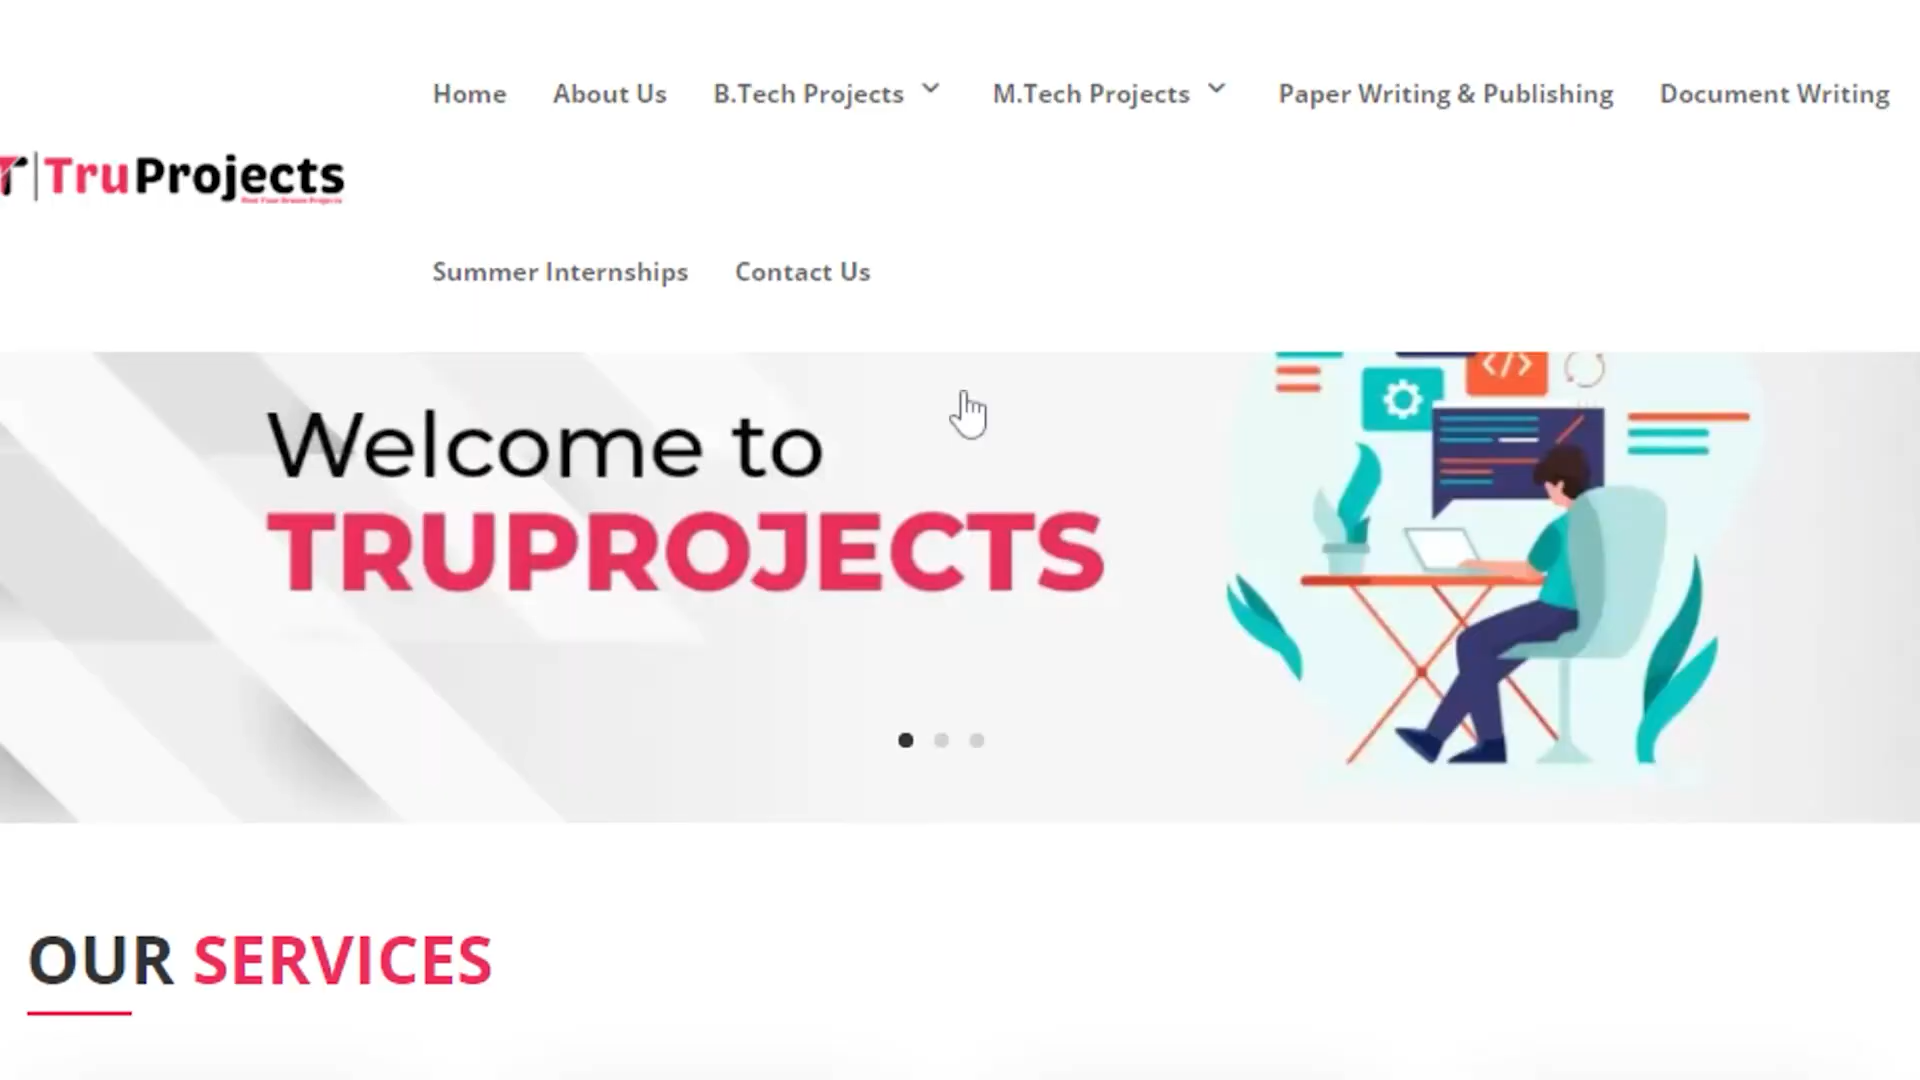 Home About Us B.Tech Projects M.Tech Projects Paper Writing & Publishing Document Writing
TruProjects
Summer Internships Contact Us
Welcome to
TRUPROJECTS
</>
OUR SERVICES